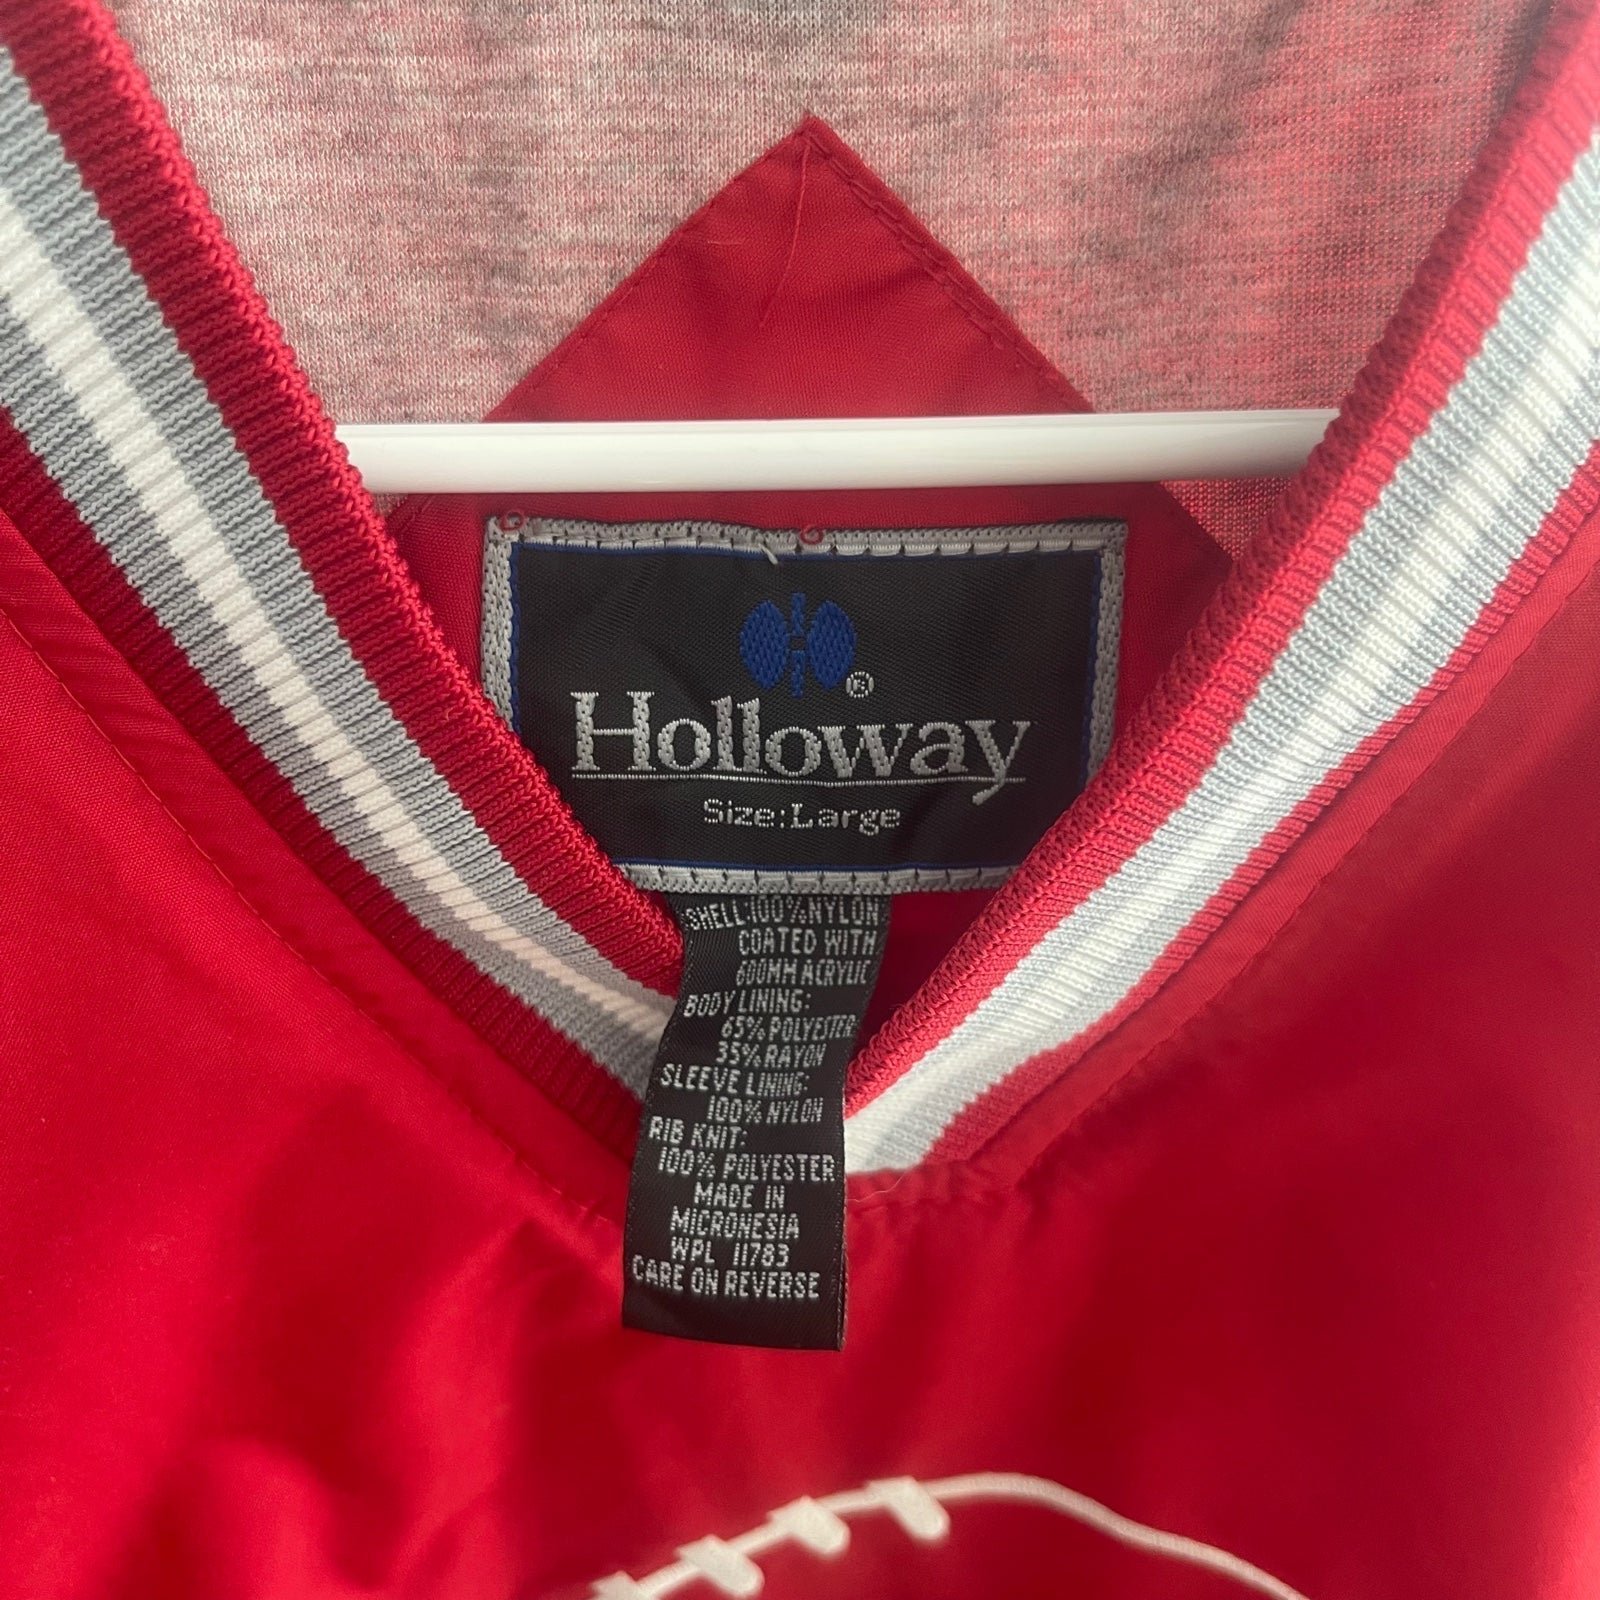 ®
Holloway
Size:Large
SHELL:100%NYLON
COATED WITH
600MM ACRYLIC
BODY LINING:
65% POLYESTER
35% RAYON
SLEEVE LINING:
100% NYLON
RIB KNIT:
100% POLYESTER
MADE IN
MICRONESIA
WPL 11783
CARE ON REVERSE